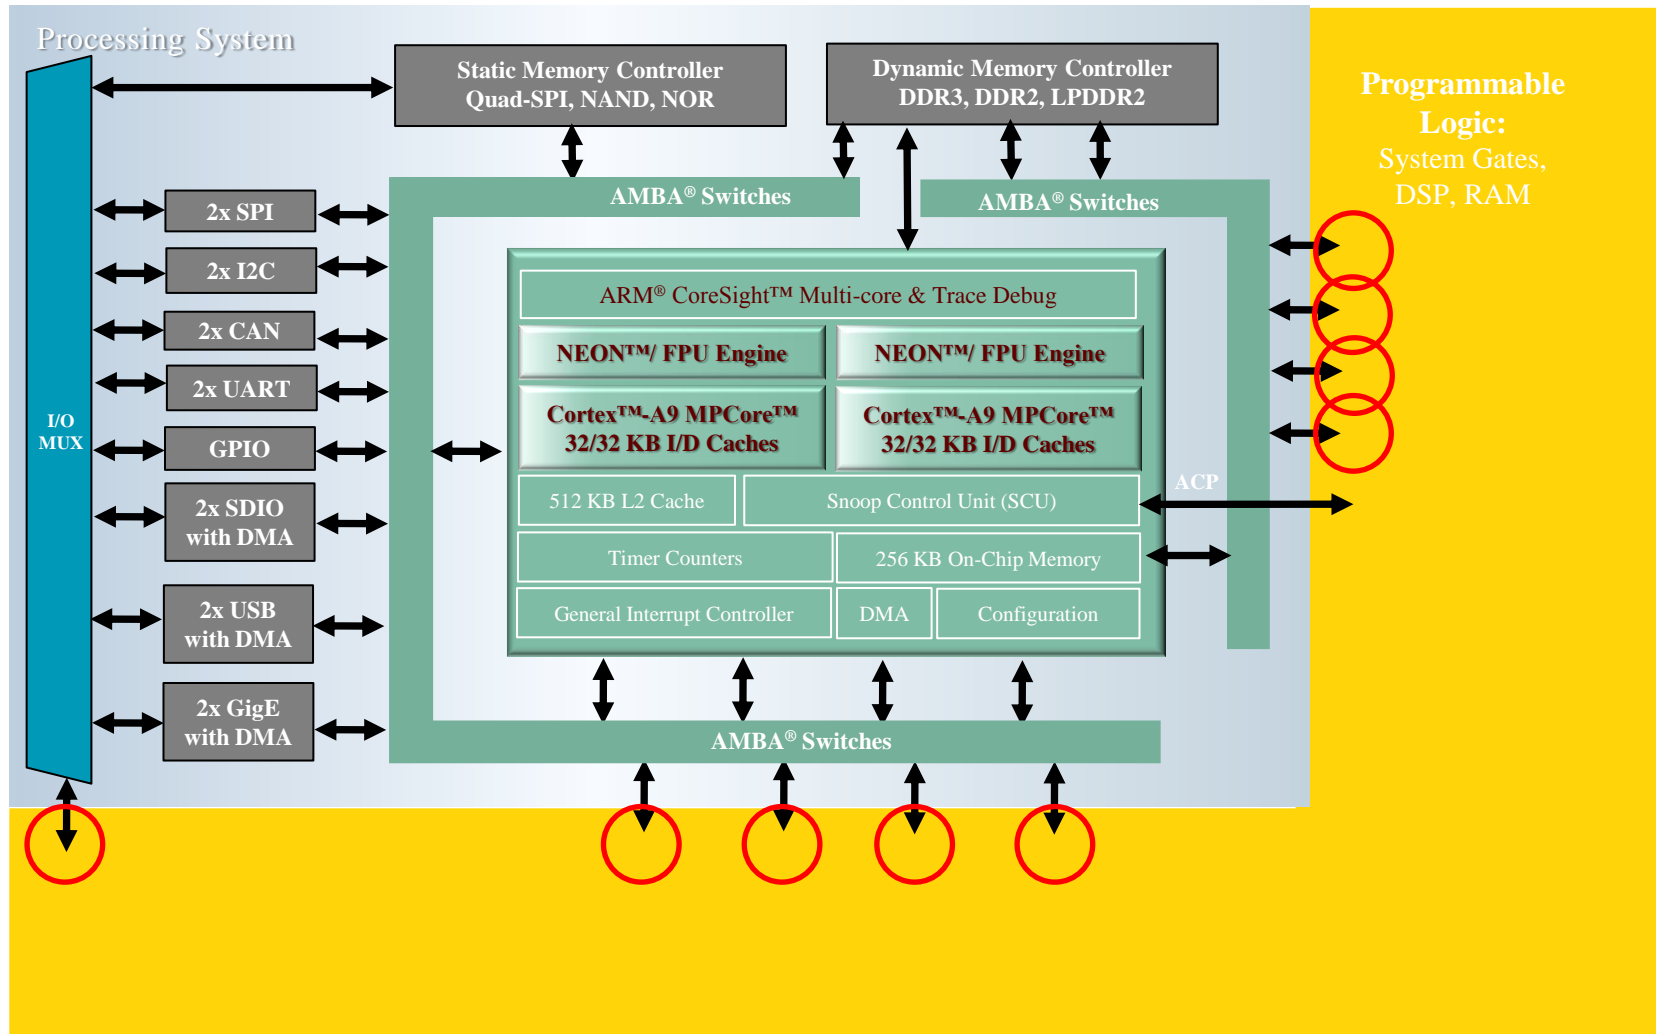 Processing System
Static Memory Controller
Quad-SPI, NAND, NOR
Dynamic Memory Controller
DDR3, DDR2, LPDDR2
Programmable
Logic:
System Gates,
DSP, RAM
AMBA® Switches
AMBA® Switches
2x SPI
2x I2C
2x CAN
2x UART
GPIO
2x SDIO
with DMA
2x USB
with DMA
2x GigE
with DMA
I/O
MUX
ARM® CoreSight™ Multi-core & Trace Debug
NEON™/ FPU Engine
NEON™/ FPU Engine
Cortex™-A9 MPCore™
32/32 KB I/D Caches
Cortex™-A9 MPCore™
32/32 KB I/D Caches
512 KB L2 Cache
Snoop Control Unit (SCU)
ACP
Timer Counters
256 KB On-Chip Memory
General Interrupt Controller
DMA
Configuration
AMBA® Switches